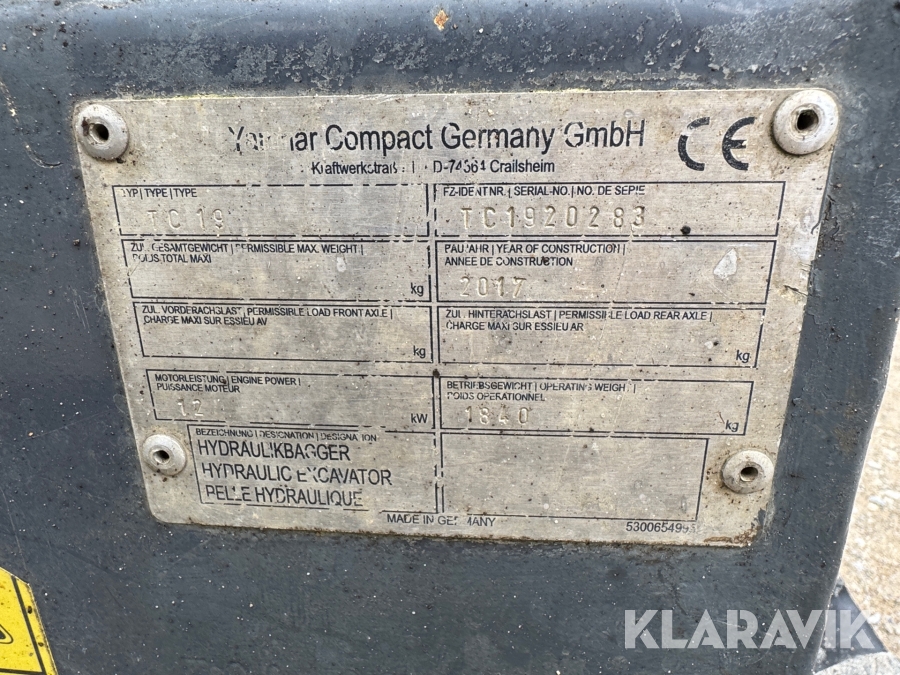 Yanmar Compact Germany GmbH
Kraftwerkstraße D-74564 Crailsheim
CE
TYP | TYPE | TYPE
TC19
FZ-IDENTNR. | SERIAL-NO. | NO. DE SERIE
TC1920283
ZUL. GESAMTGEWICHT | PERMISSIBLE MAX. WEIGHT |
POIDS TOTAL MAXI
kg
BAUJAHR | YEAR OF CONSTRUCTION |
ANNEE DE CONSTRUCTION
2017
ZUL. VORDERACHSLAST | PERMISSIBLE LOAD FRONT AXLE |
CHARGE MAXI SUR ESSIEU AV
kg
ZUL. HINTERACHSLAST | PERMISSIBLE LOAD REAR AXLE |
CHARGE MAXI SUR ESSIEU AR
kg
MOTORLEISTUNG | ENGINE POWER |
PUISSANCE MOTEUR
12 kW
BETRIEBSGEWICHT | OPERATING WEIGHT |
POIDS OPERATIONNEL
1840 kg
BEZEICHNUNG | DESIGNATION | DESIGNATION
HYDRAULIKBAGGER
HYDRAULIC EXCAVATOR
PELLE HYDRAULIQUE
MADE IN GERMANY
KLARAVIK